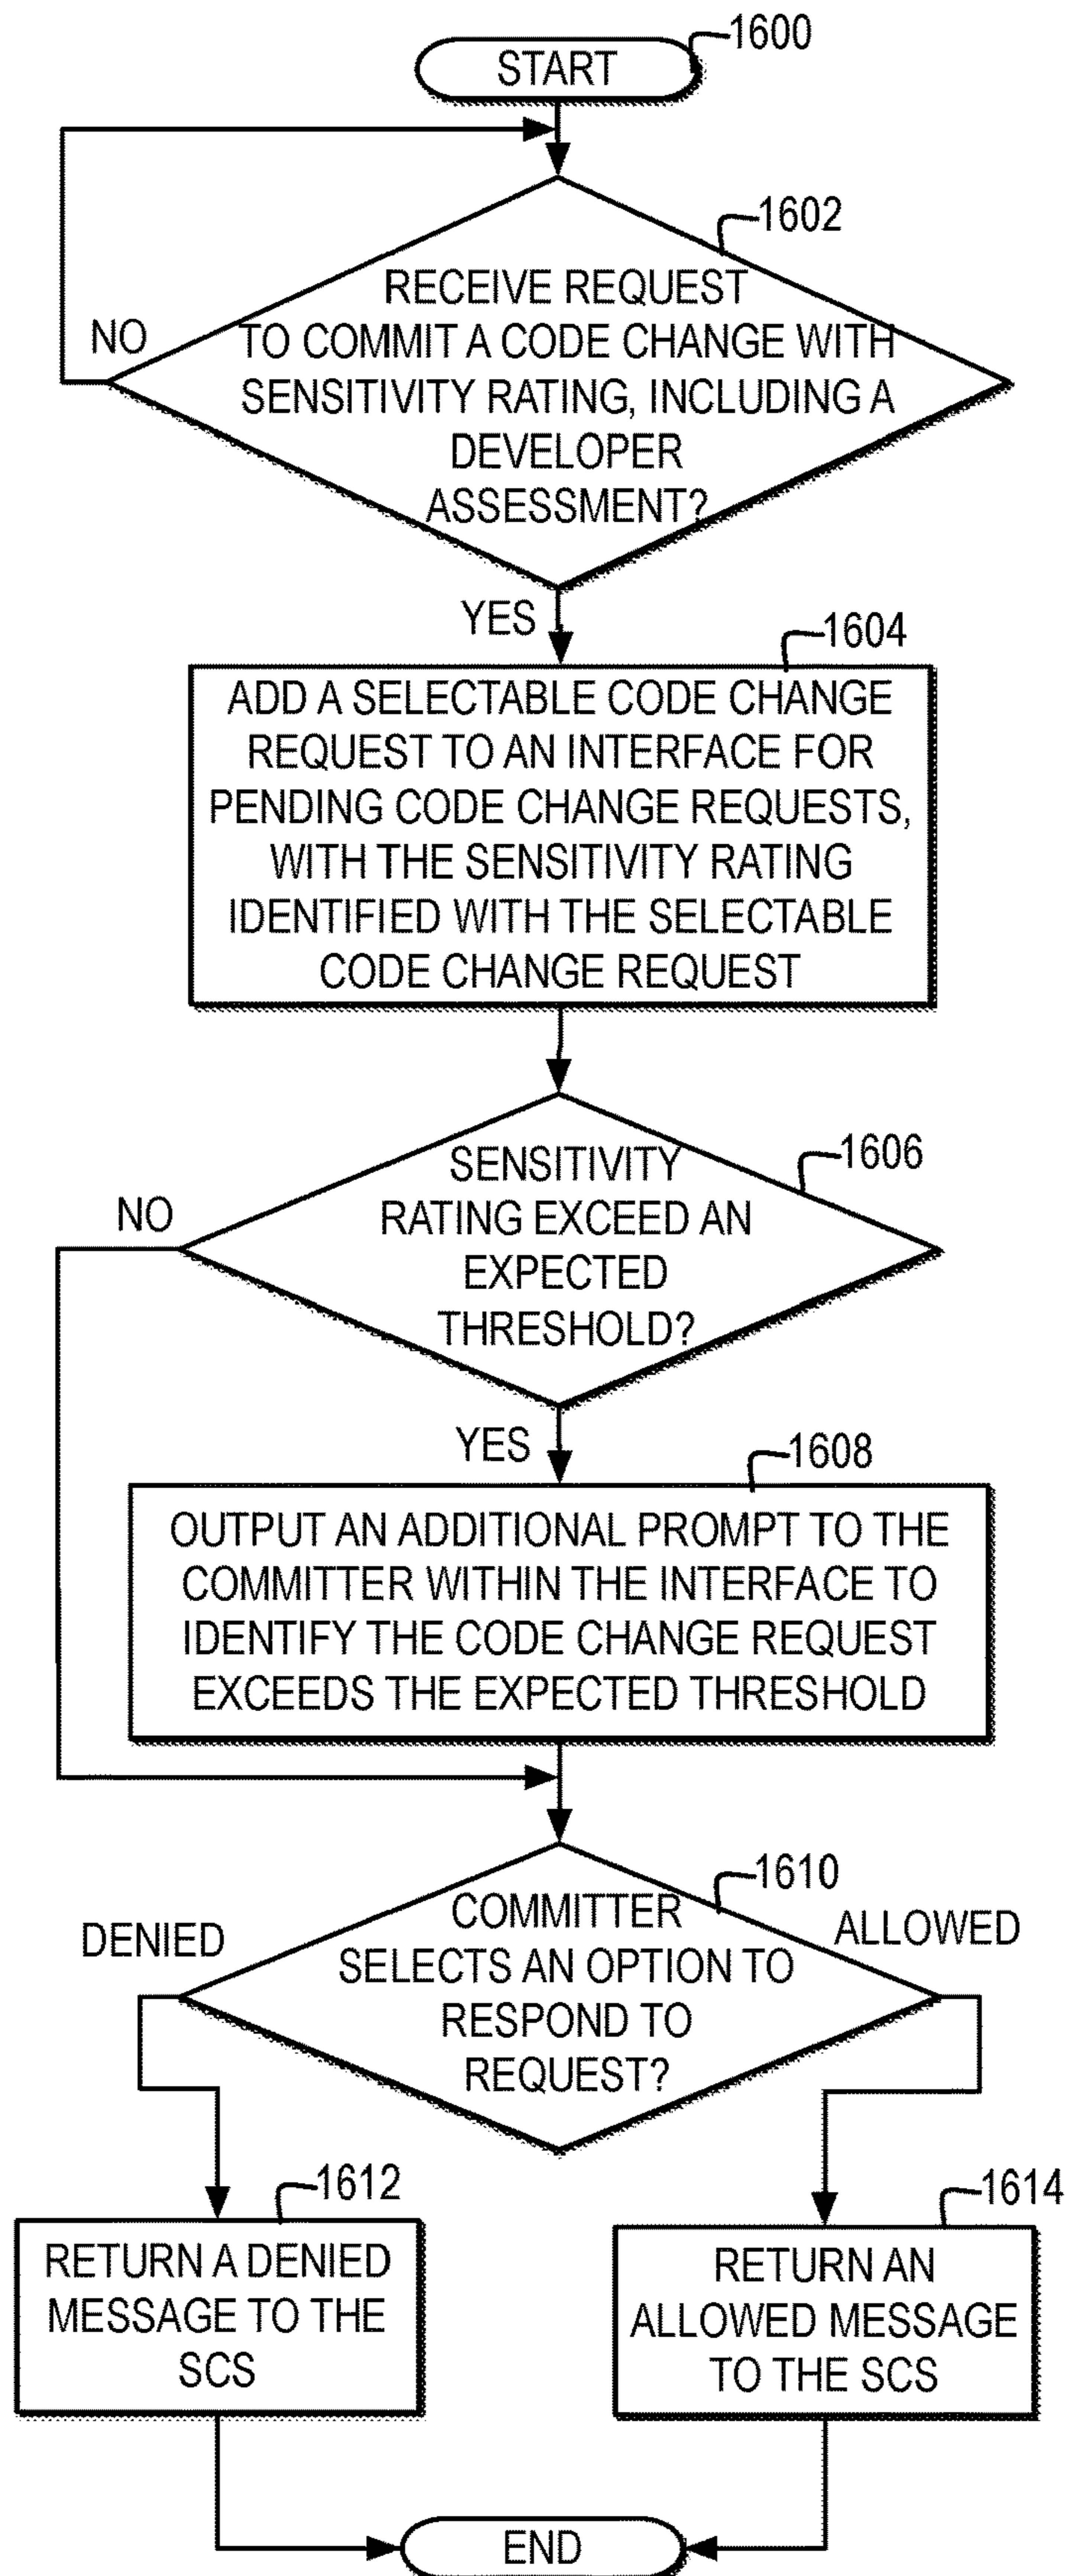 1600
START
1602
RECEIVE REQUEST
TO COMMIT A CODE CHANGE WITH
SENSITIVITY RATING, INCLUDING A
DEVELOPER
ASSESSMENT?
NO
YES
1604
ADD A SELECTABLE CODE CHANGE
REQUEST TO AN INTERFACE FOR
PENDING CODE CHANGE REQUESTS,
WITH THE SENSITIVITY RATING
IDENTIFIED WITH THE SELECTABLE
CODE CHANGE REQUEST
1606
SENSITIVITY
RATING EXCEED AN
EXPECTED
THRESHOLD?
NO
YES
1608
OUTPUT AN ADDITIONAL PROMPT TO THE
COMMITTER WITHIN THE INTERFACE TO
IDENTIFY THE CODE CHANGE REQUEST
EXCEEDS THE EXPECTED THRESHOLD
1610
COMMITTER
SELECTS AN OPTION TO
RESPOND TO
REQUEST?
DENIED
ALLOWED
1612
RETURN A DENIED
MESSAGE TO THE
SCS
1614
RETURN AN
ALLOWED MESSAGE
TO THE SCS
END